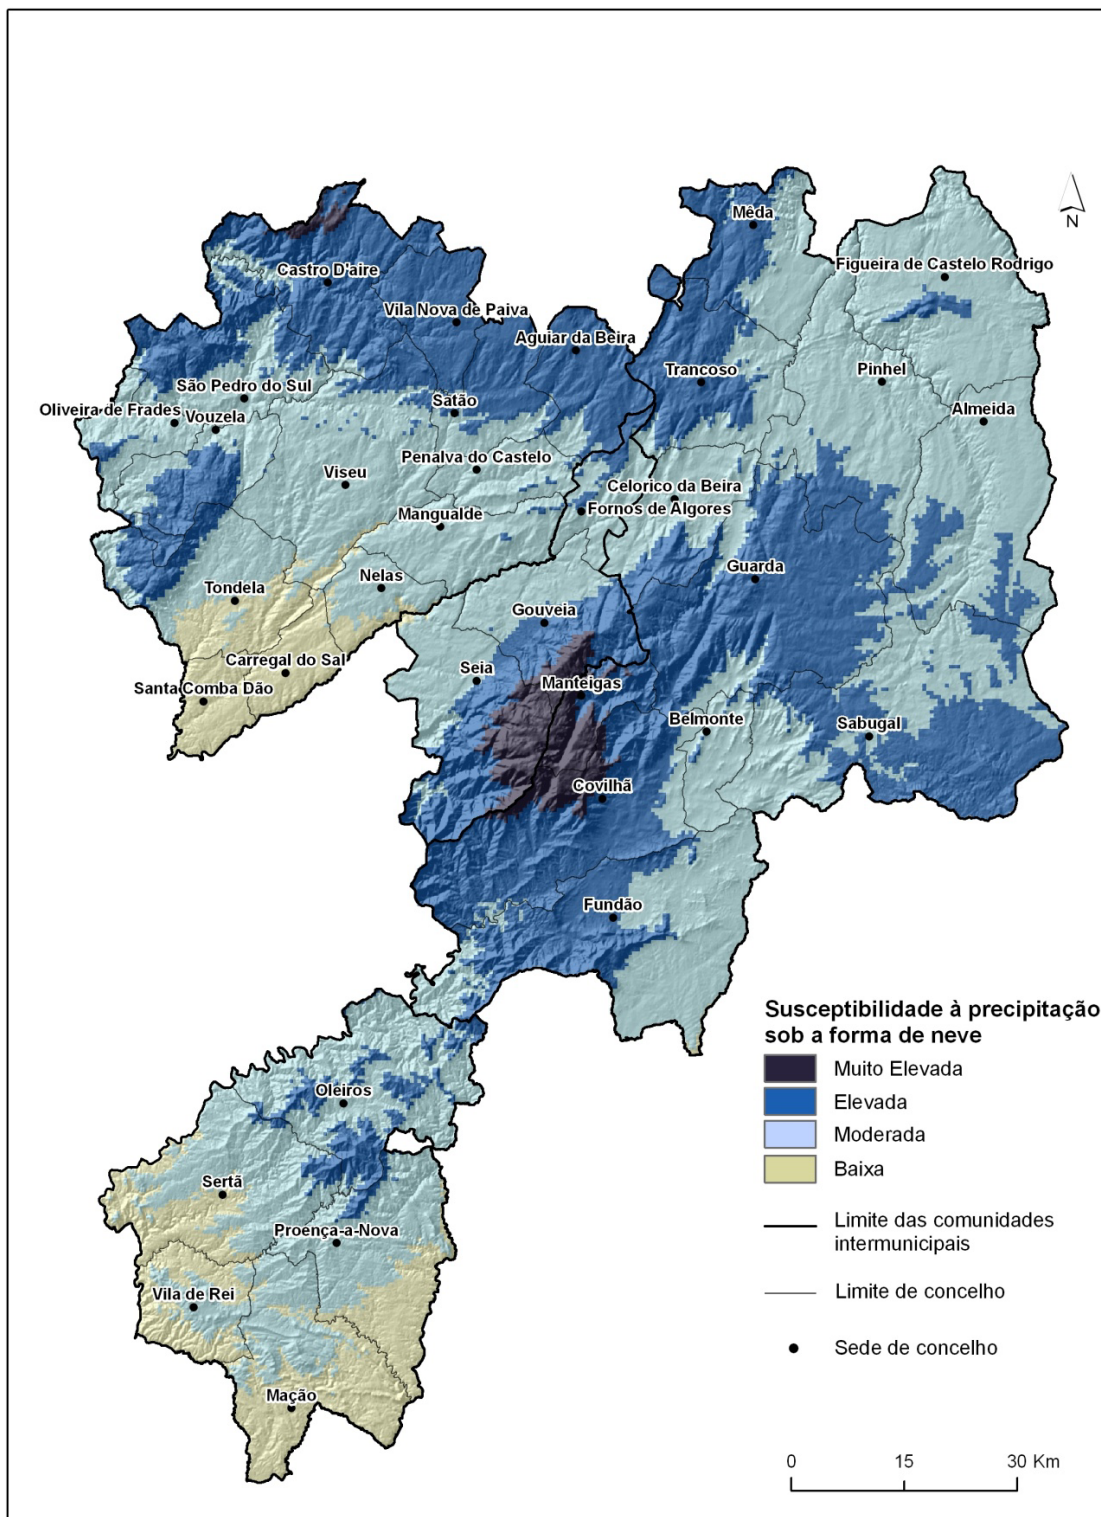 N
Mêda
Figueira de Castelo Rodrigo
Castro D'aire
Vila Nova de Paiva
Aguiar da Beira
Trancoso
Pinhel
São Pedro do Sul
Oliveira de Frades
Vouzela
Satão
Almeida
Viseu
Penalva do Castelo
Celorico da Beira
Fornos de Algores
Mangualde
Guarda
Nelas
Tondela
Gouveia
Carregal do Sal
Seia
Manteigas
Santa Comba Dão
Belmonte
Sabugal
Covilhã
Fundão
Oleiros
Sertã
Proença-a-Nova
Vila de Rei
Mação
Susceptibilidade à precipitação
sob a forma de neve
Muito Elevada
Elevada
Moderada
Baixa
Limite das comunidades
intermunicipais
Limite de concelho
Sede de concelho
0 15 30 Km